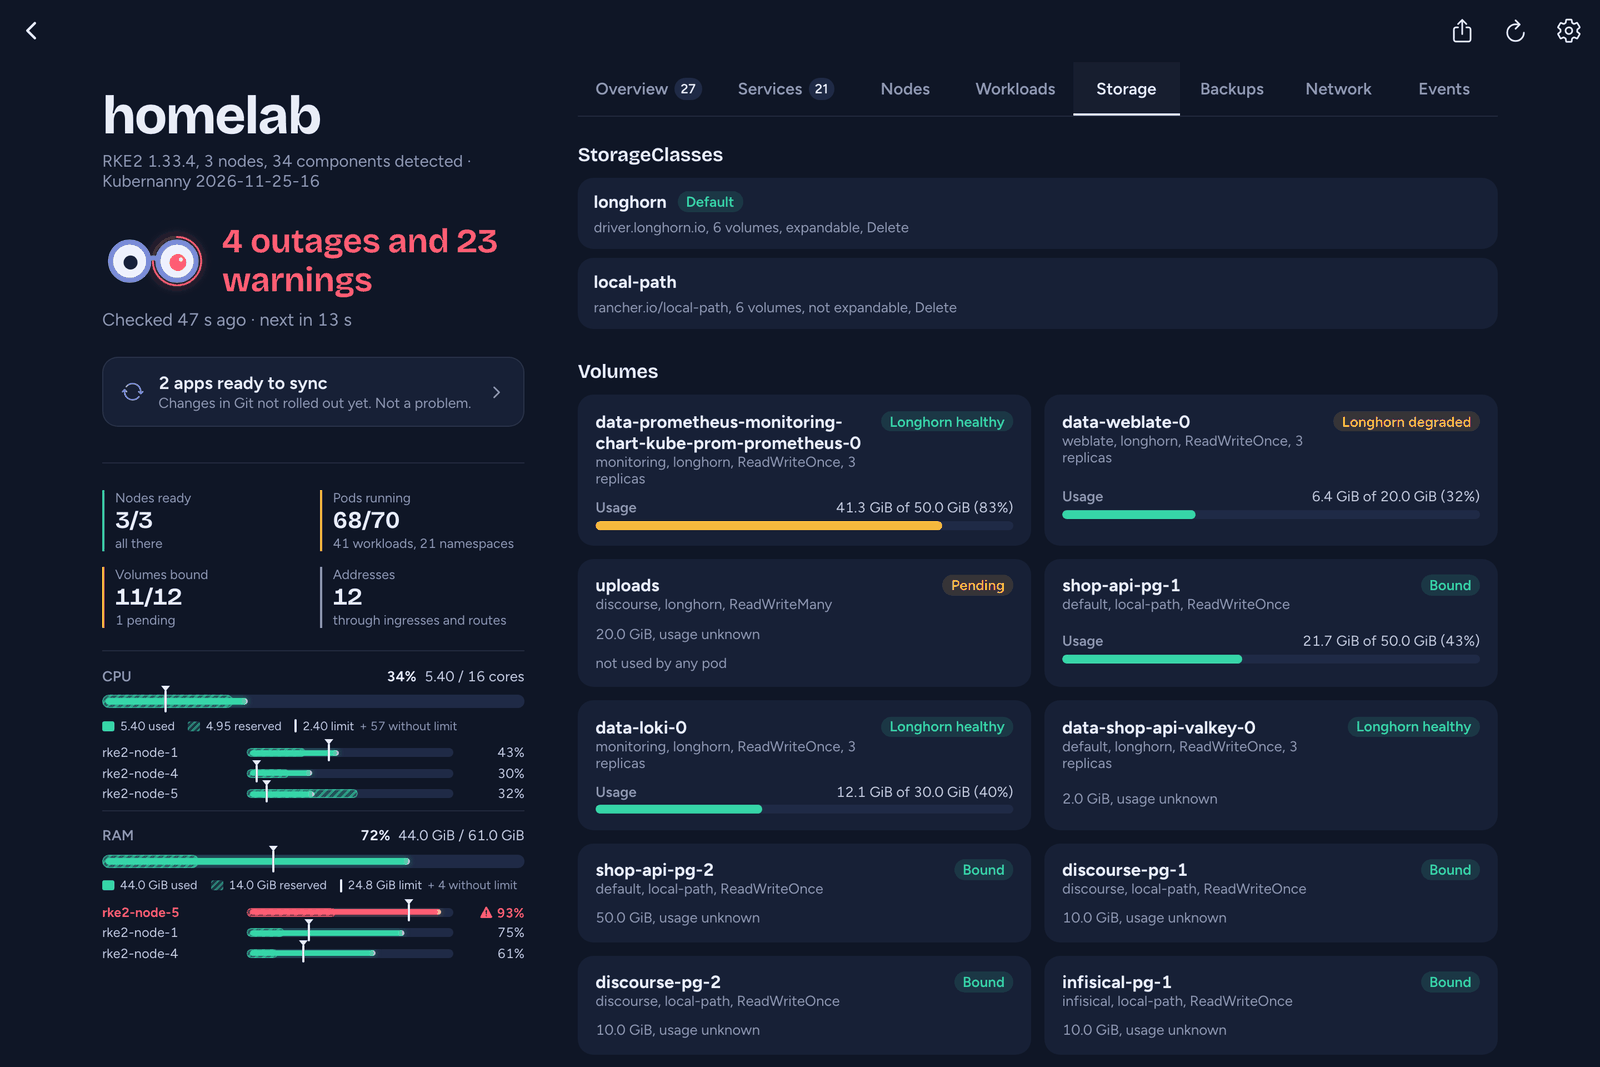 homelab
RKE2 1.33.4, 3 nodes, 34 components detected ·
Kubernanny 2026-11-25-16
4 outages and 23
warnings
Checked 47 s ago · next in 13 s
2 apps ready to sync
Changes in Git not rolled out yet. Not a problem.
Nodes ready
3/3
all there
Pods running
68/70
41 workloads, 21 namespaces
Volumes bound
11/12
1 pending
Addresses
12
through ingresses and routes
CPU 34% 5.40 / 16 cores
5.40 used 4.95 reserved 2.40 limit + 57 without limit
rke2-node-1 43%
rke2-node-4 30%
rke2-node-5 32%
RAM 72% 44.0 GiB / 61.0 GiB
44.0 GiB used 14.0 GiB reserved 24.8 GiB limit + 4 without limit
rke2-node-5 93%
rke2-node-1 75%
rke2-node-4 61%
Overview 27 Services 21 Nodes Workloads Storage Backups Network Events
StorageClasses
longhorn Default
driver.longhorn.io, 6 volumes, expandable, Delete
local-path
rancher.io/local-path, 6 volumes, not expandable, Delete
Volumes
data-prometheus-monitoring-
chart-kube-prom-prometheus-0
Longhorn healthy
monitoring, longhorn, ReadWriteOnce, 3
replicas
Usage 41.3 GiB of 50.0 GiB (83%)
data-weblate-0 Longhorn degraded
weblate, longhorn, ReadWriteOnce, 3
replicas
Usage 6.4 GiB of 20.0 GiB (32%)
uploads Pending
discourse, longhorn, ReadWriteMany
20.0 GiB, usage unknown
not used by any pod
shop-api-pg-1 Bound
default, local-path, ReadWriteOnce
Usage 21.7 GiB of 50.0 GiB (43%)
data-loki-0 Longhorn healthy
monitoring, longhorn, ReadWriteOnce, 3
replicas
Usage 12.1 GiB of 30.0 GiB (40%)
data-shop-api-valkey-0 Longhorn healthy
default, longhorn, ReadWriteOnce, 3
replicas
2.0 GiB, usage unknown
shop-api-pg-2 Bound
default, local-path, ReadWriteOnce
50.0 GiB, usage unknown
discourse-pg-1 Bound
discourse, local-path, ReadWriteOnce
10.0 GiB, usage unknown
discourse-pg-2 Bound
discourse, local-path, ReadWriteOnce
10.0 GiB, usage unknown
infisical-pg-1 Bound
infisical, local-path, ReadWriteOnce
10.0 GiB, usage unknown